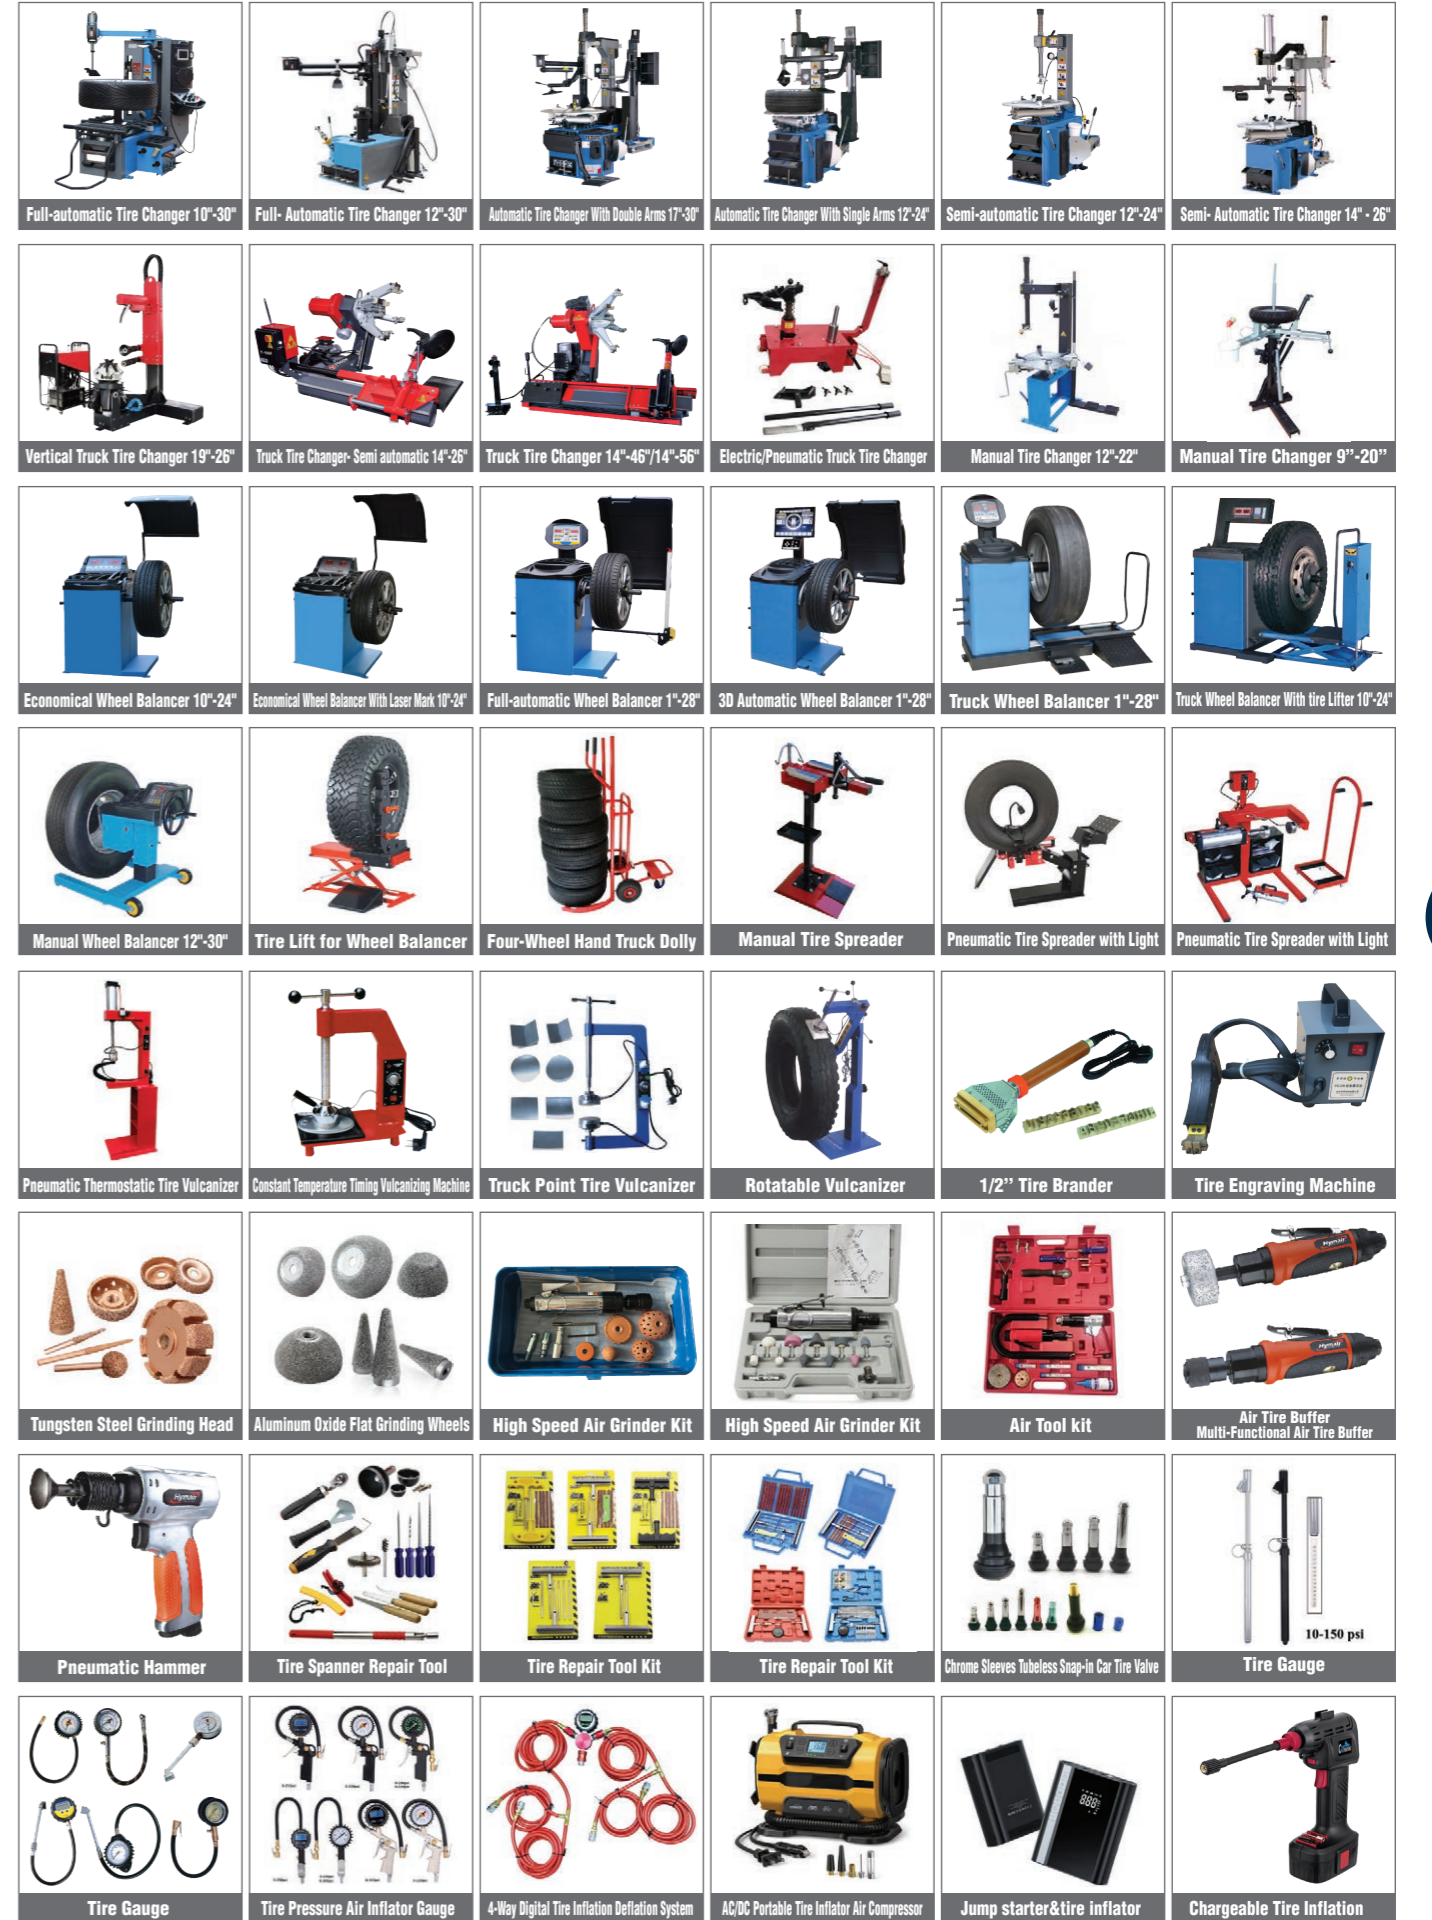 Full-automatic Tire Changer 10"-30"
Full- Automatic Tire Changer 12"-30"
Automatic Tire Changer With Double Arms 17"-30"
Automatic Tire Changer With Single Arms 12"-24"
Semi-automatic Tire Changer 12"-24"
Semi- Automatic Tire Changer 14" - 26"
Vertical Truck Tire Changer 19"-26"
Truck Tire Changer- Semi automatic 14"-26"
Truck Tire Changer 14"-46"/14"-56"
Electric/Pneumatic Truck Tire Changer
Manual Tire Changer 12"-22"
Manual Tire Changer 9’’-20’’
Economical Wheel Balancer 10"-24"
Economical Wheel Balancer With Laser Mark 10"-24"
Full-automatic Wheel Balancer 1"-28"
3D Automatic Wheel Balancer 1"-28"
Truck Wheel Balancer 1"-28"
Truck Wheel Balancer With tire Lifter 10"-24"
Manual Wheel Balancer 12"-30"
Tire Lift for Wheel Balancer
Four-Wheel Hand Truck Dolly
Manual Tire Spreader
Pneumatic Tire Spreader with Light
Pneumatic Tire Spreader with Light
Pneumatic Thermostatic Tire Vulcanizer
Constant Temperature Timing Vulcanizing Machine
Truck Point Tire Vulcanizer
Rotatable Vulcanizer
1/2’’ Tire Brander
Tire Engraving Machine
Hymair
Hymair
Tungsten Steel Grinding Head
Aluminum Oxide Flat Grinding Wheels
High Speed Air Grinder Kit
High Speed Air Grinder Kit
Air Tool kit
Air Tire Buffer
Multi-Functional Air Tire Buffer
Hymair
10-150 psi
Pneumatic Hammer
Tire Spanner Repair Tool
Tire Repair Tool Kit
Tire Repair Tool Kit
Chrome Sleeves Tubeless Snap-in Car Tire Valve
Tire Gauge
888
Tire Gauge
Tire Pressure Air Inflator Gauge
4-Way Digital Tire Inflation Deflation System
AC/DC Portable Tire Inflator Air Compressor
Jump starter&tire inflator
Chargeable Tire Inflation